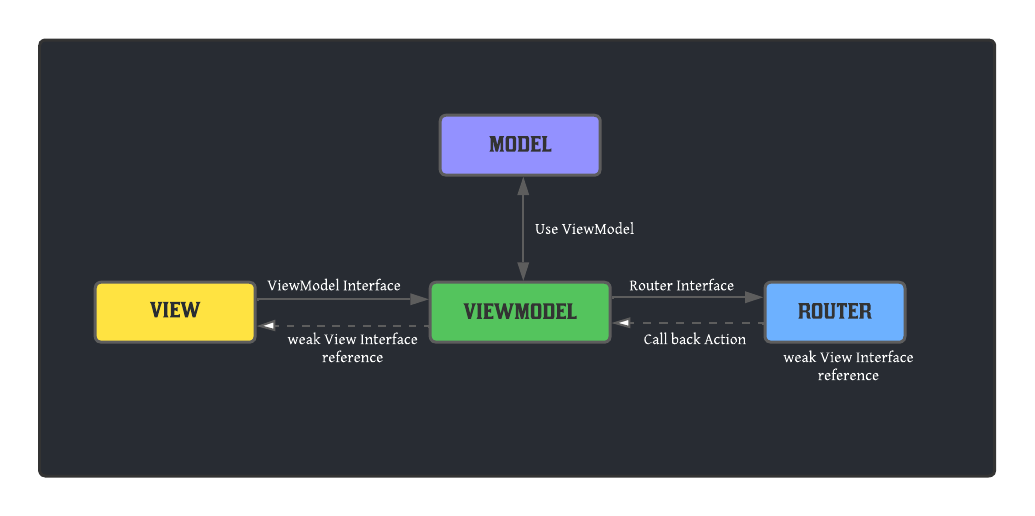 MODEL
Use ViewModel
VIEW
ViewModel Interface
weak View Interface
reference
VIEWMODEL
Router Interface
Call back Action
ROUTER
weak View Interface
reference